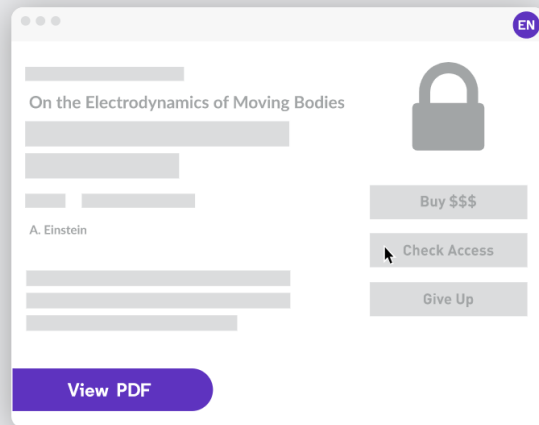 EN
On the Electrodynamics of Moving Bodies
A. Einstein
Buy $$$
Check Access
Give Up
View PDF